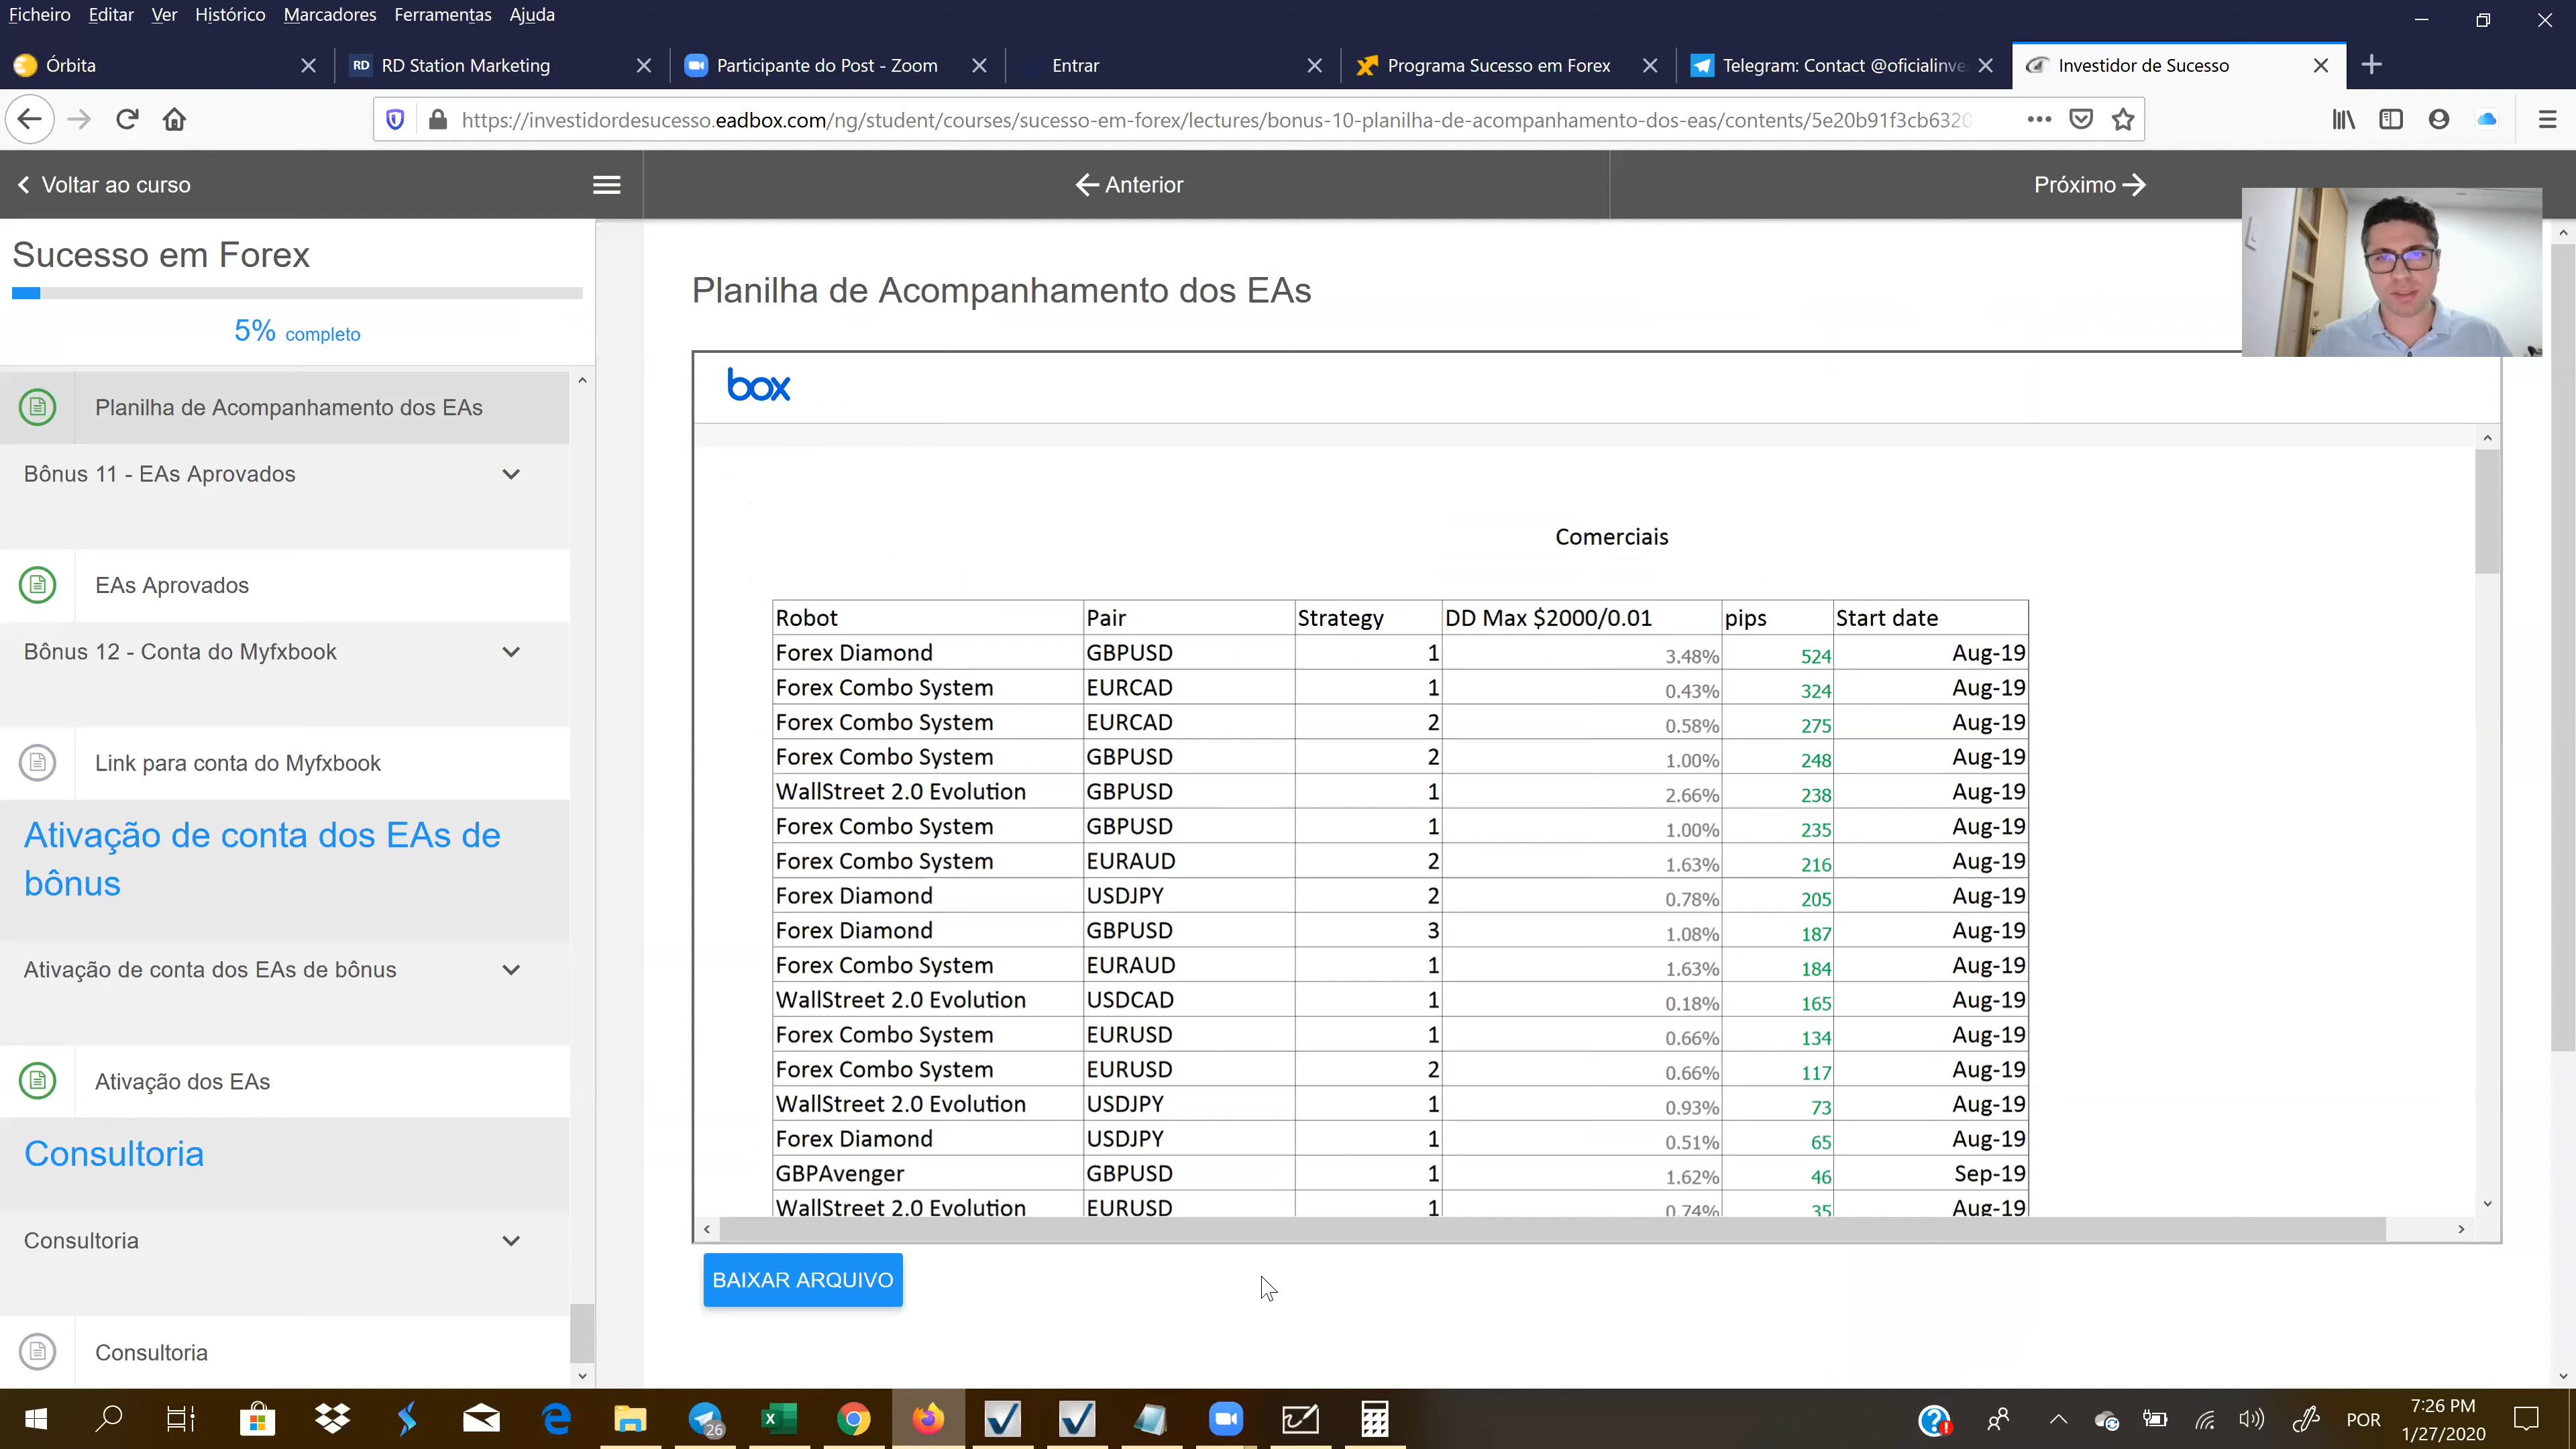 Ficheiro Editar Ver Histórico Marcadores Ferramentas Ajuda
Órbita
RD RD Station Marketing
Participante do Post - Zoom
Entrar
Programa Sucesso em Forex
Telegram: Contact @oficialinve
Investidor de Sucesso
https://investidordesucesso.eadbox.com/ng/student/courses/sucesso-em-forex/lectures/bonus-10-planilha-de-acompanhamento-dos-eas/contents/5e20b91f3cb6320
Voltar ao curso
Anterior
Próximo
Sucesso em Forex
5% completo
Planilha de Acompanhamento dos EAs
Bônus 11 - EAs Aprovados
EAs Aprovados
Bônus 12 - Conta do Myfxbook
Link para conta do Myfxbook
Ativação de conta dos EAs de
bônus
Ativação de conta dos EAs de bônus
Ativação dos EAs
Consultoria
Consultoria
Consultoria
Planilha de Acompanhamento dos EAs
box
Comerciais
Robot Pair Strategy DD Max $2000/0.01 pips Start date
Forex Diamond GBPUSD 1 3.48% 524 Aug-19
Forex Combo System EURCAD 1 0.43% 324 Aug-19
Forex Combo System EURCAD 2 0.58% 275 Aug-19
Forex Combo System GBPUSD 2 1.00% 248 Aug-19
WallStreet 2.0 Evolution GBPUSD 1 2.66% 238 Aug-19
Forex Combo System GBPUSD 1 1.00% 235 Aug-19
Forex Combo System EURAUD 2 1.63% 216 Aug-19
Forex Diamond USDJPY 2 0.78% 205 Aug-19
Forex Diamond GBPUSD 3 1.08% 187 Aug-19
Forex Combo System EURAUD 1 1.63% 184 Aug-19
WallStreet 2.0 Evolution USDCAD 1 0.18% 165 Aug-19
Forex Combo System EURUSD 1 0.66% 134 Aug-19
Forex Combo System EURUSD 2 0.66% 117 Aug-19
WallStreet 2.0 Evolution USDJPY 1 0.93% 73 Aug-19
Forex Diamond USDJPY 1 0.51% 65 Aug-19
GBPAvenger GBPUSD 1 1.62% 46 Sep-19
WallStreet 2.0 Evolution EURUSD 1 0.74% 35 Aug-19
BAIXAR ARQUIVO
26
POR
7:26 PM
1/27/2020